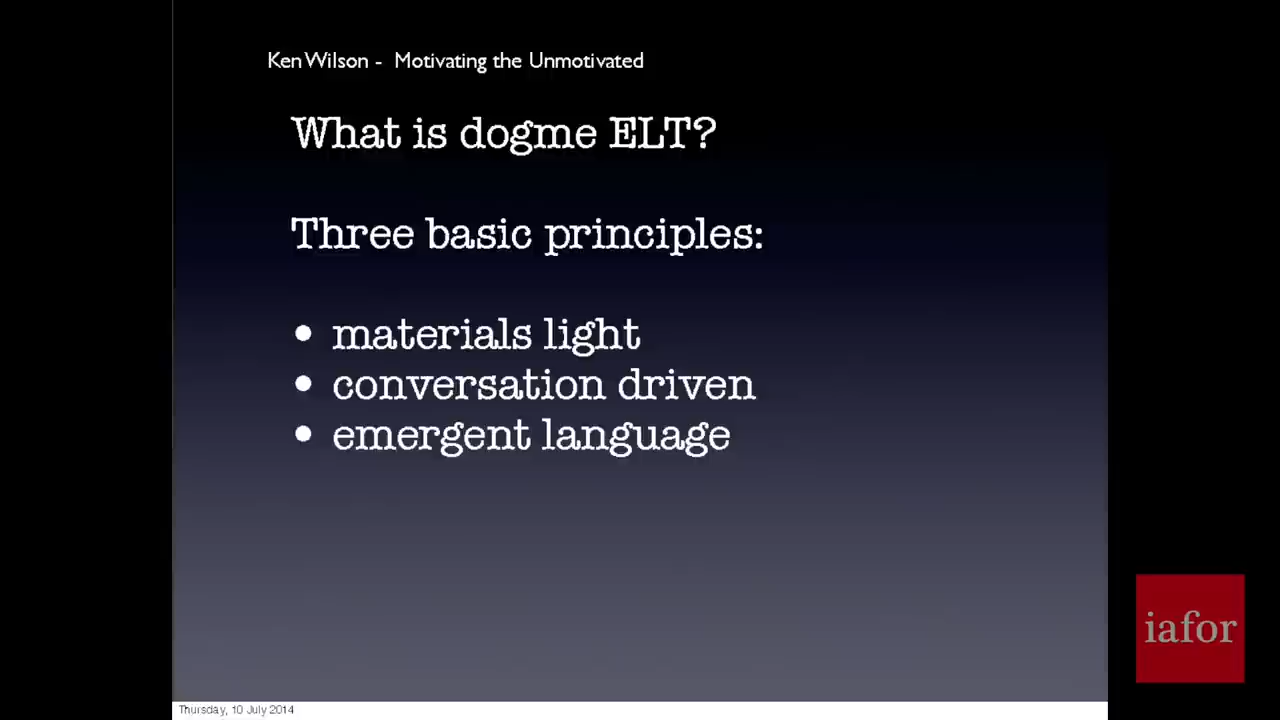 Ken Wilson - Motivating the Unmotivated
What is dogme ELT?
Three basic principles:
• materials light
• conversation driven
• emergent language
iafor
Thursday, 10 July 2014